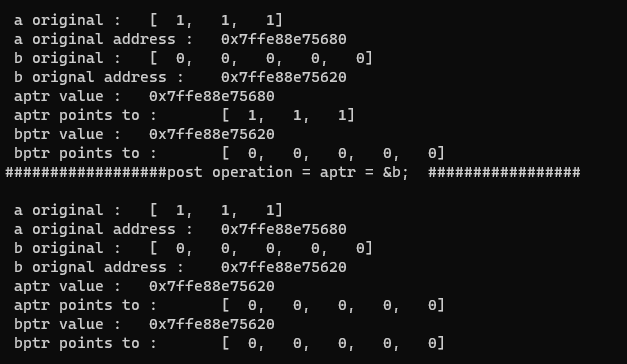 a original :   [  1,   1,   1]
a original address :   0x7ffe88e75680
b original :   [  0,   0,   0,   0,   0]
b orignal address :    0x7ffe88e75620
aptr value :   0x7ffe88e75680
aptr points to :       [  1,   1,   1]
bptr value :   0x7ffe88e75620
bptr points to :       [  0,   0,   0,   0,   0]
##################post operation = aptr = &b;  #################
a original :   [  1,   1,   1]
a original address :   0x7ffe88e75680
b original :   [  0,   0,   0,   0,   0]
b orignal address :    0x7ffe88e75620
aptr value :   0x7ffe88e75620
aptr points to :       [  0,   0,   0,   0,   0]
bptr value :   0x7ffe88e75620
bptr points to :       [  0,   0,   0,   0,   0]